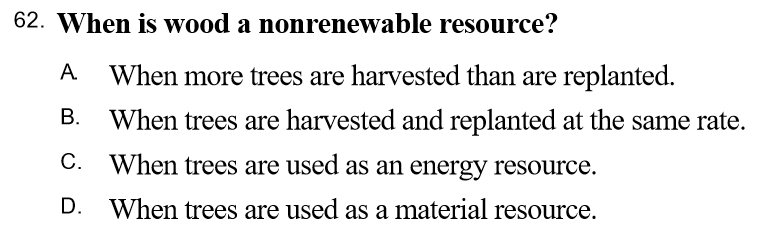 62. When is wood a nonrenewable resource?
A. When more trees are harvested than are replanted.
B. When trees are harvested and replanted at the same rate.
C. When trees are used as an energy resource.
D. When trees are used as a material resource.